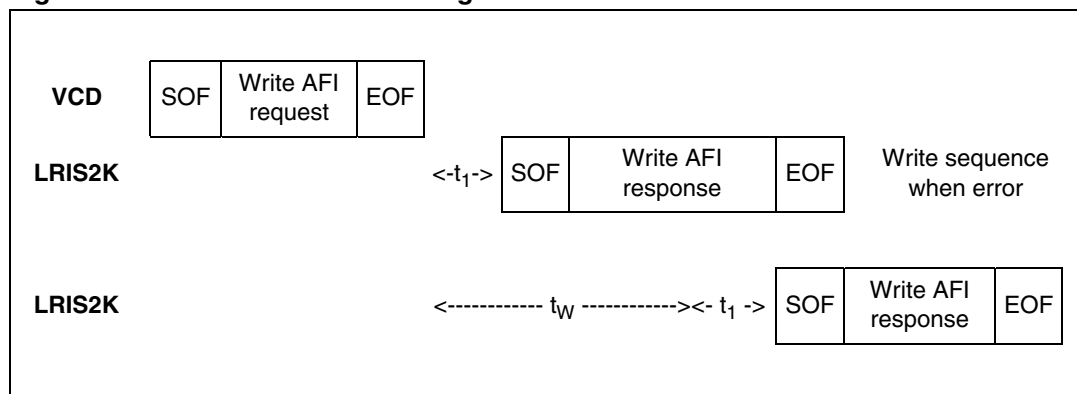 VCD SOF Write AFI request EOF
LRIS2K <-t1-> SOF Write AFI response EOF Write sequence when error
LRIS2K <------------ tW ------------><- t1 -> SOF Write AFI response EOF